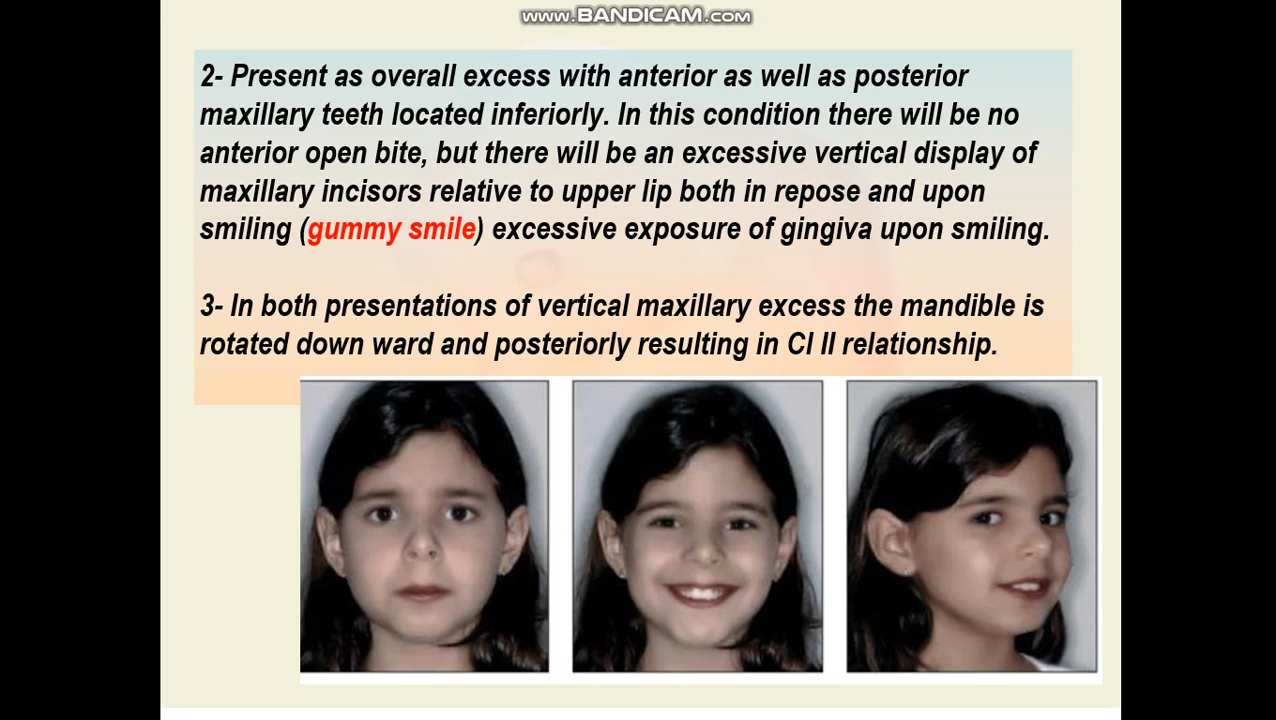 www.BANDICAM.com
2- Present as overall excess with anterior as well as posterior
maxillary teeth located inferiorly. In this condition there will be no
anterior open bite, but there will be an excessive vertical display of
maxillary incisors relative to upper lip both in repose and upon
smiling (gummy smile) excessive exposure of gingiva upon smiling.
3- In both presentations of vertical maxillary excess the mandible is
rotated down ward and posteriorly resulting in Cl II relationship.